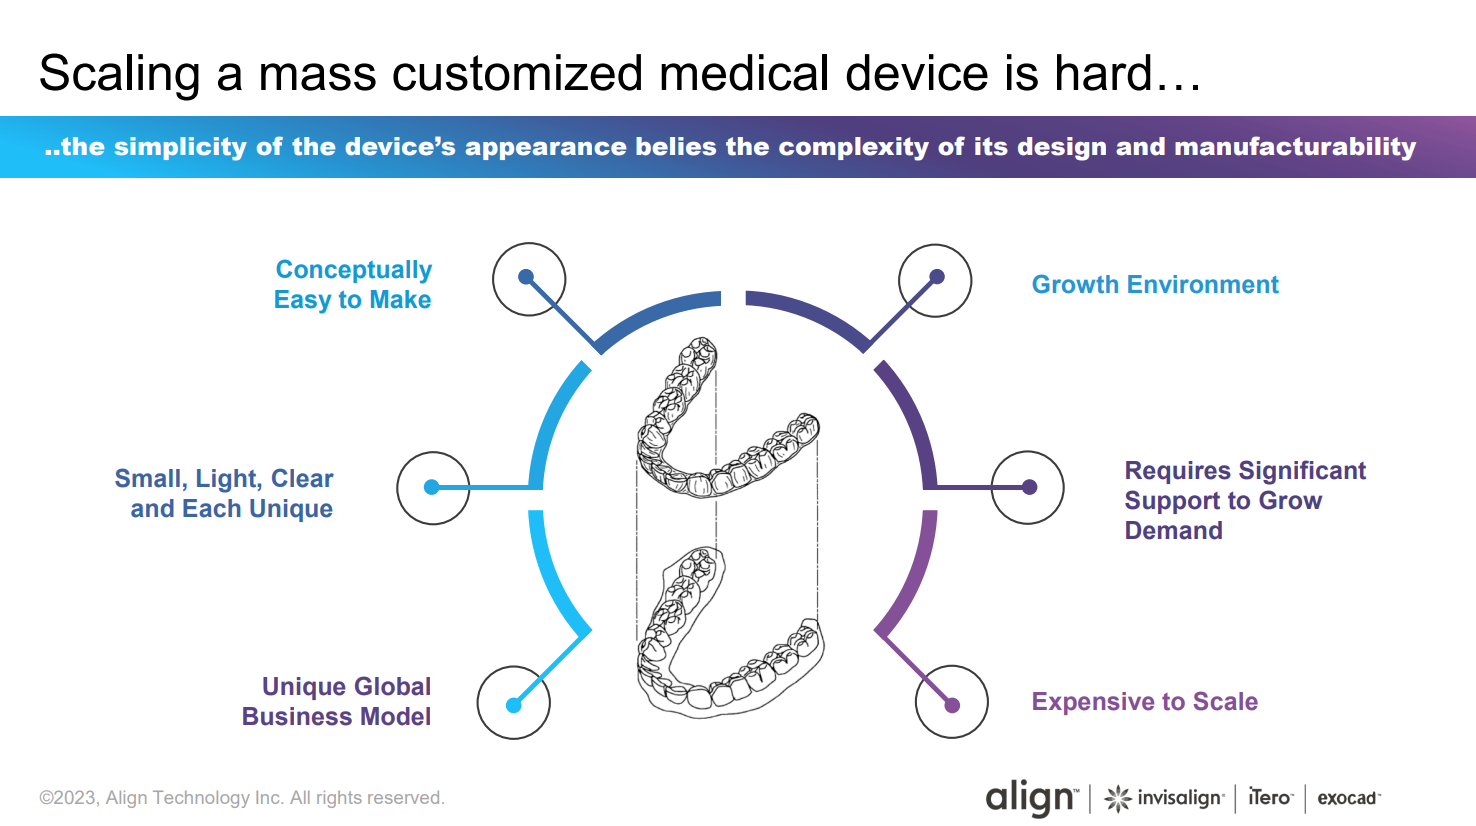 Scaling a mass customized medical device is hard…
..the simplicity of the device’s appearance belies the complexity of its design and manufacturability
Conceptually
Easy to Make
Growth Environment
Small, Light, Clear
and Each Unique
Requires Significant
Support to Grow
Demand
Unique Global
Business Model
Expensive to Scale
©2023, Align Technology Inc. All rights reserved.
align™ | invisalign® | iTero™ | exocad™